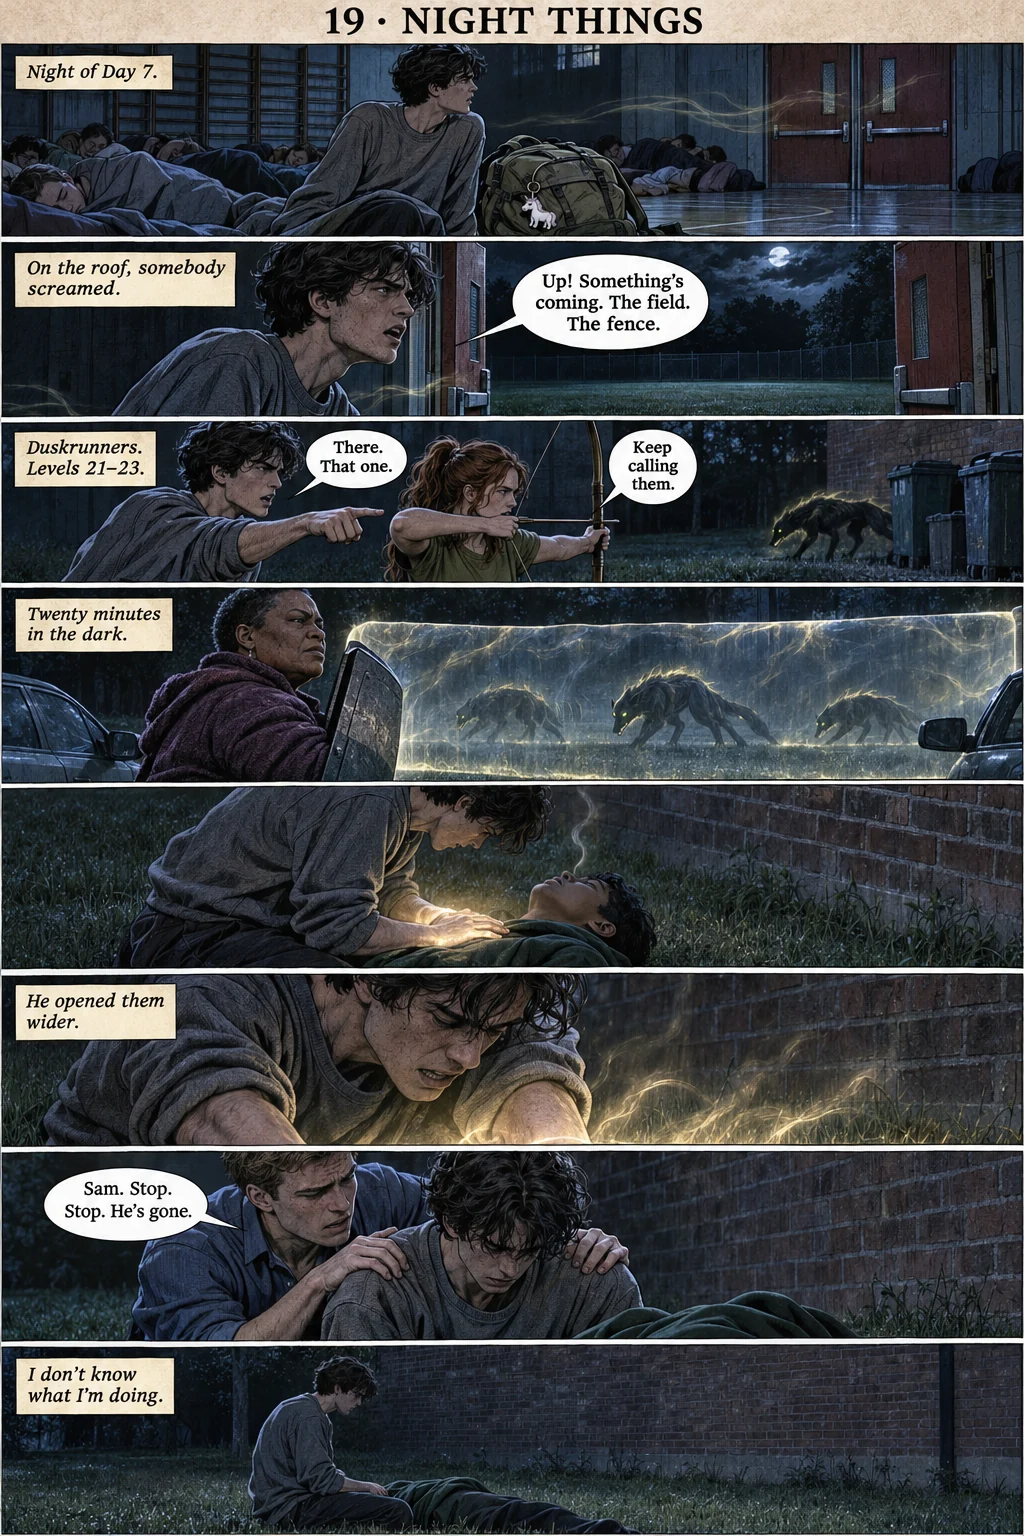 19 · NIGHT THINGS
Night of Day 7.
On the roof, somebody
screamed.
Up! Something's
coming. The field.
The fence.
Duskrunners.
Levels 21–23.
There.
That one.
Keep
calling
them.
Twenty minutes
in the dark.
He opened them
wider.
Sam. Stop.
Stop. He's gone.
I don't know
what I'm doing.